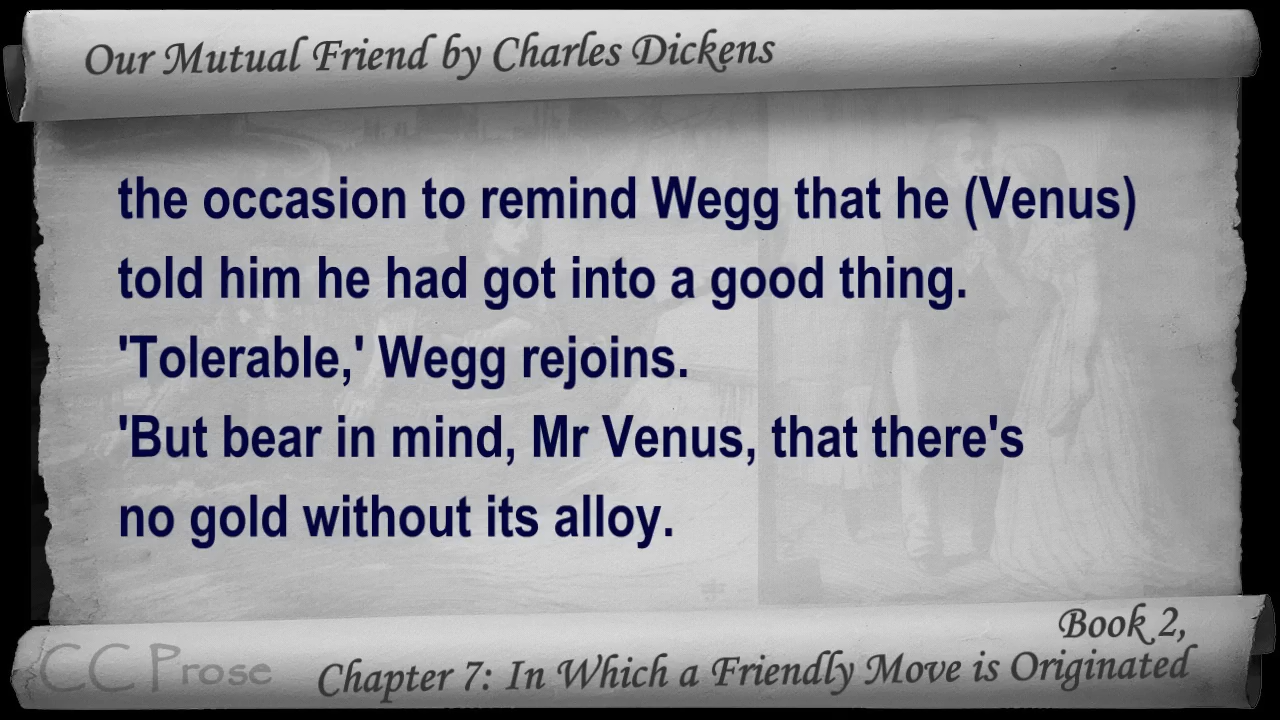 Our Mutual Friend by Charles Dickens
the occasion to remind Wegg that he (Venus)
told him he had got into a good thing.
'Tolerable,' Wegg rejoins.
'But bear in mind, Mr Venus, that there's
no gold without its alloy.
Book 2,
CC Prose
Chapter 7: In Which a Friendly Move is Originated